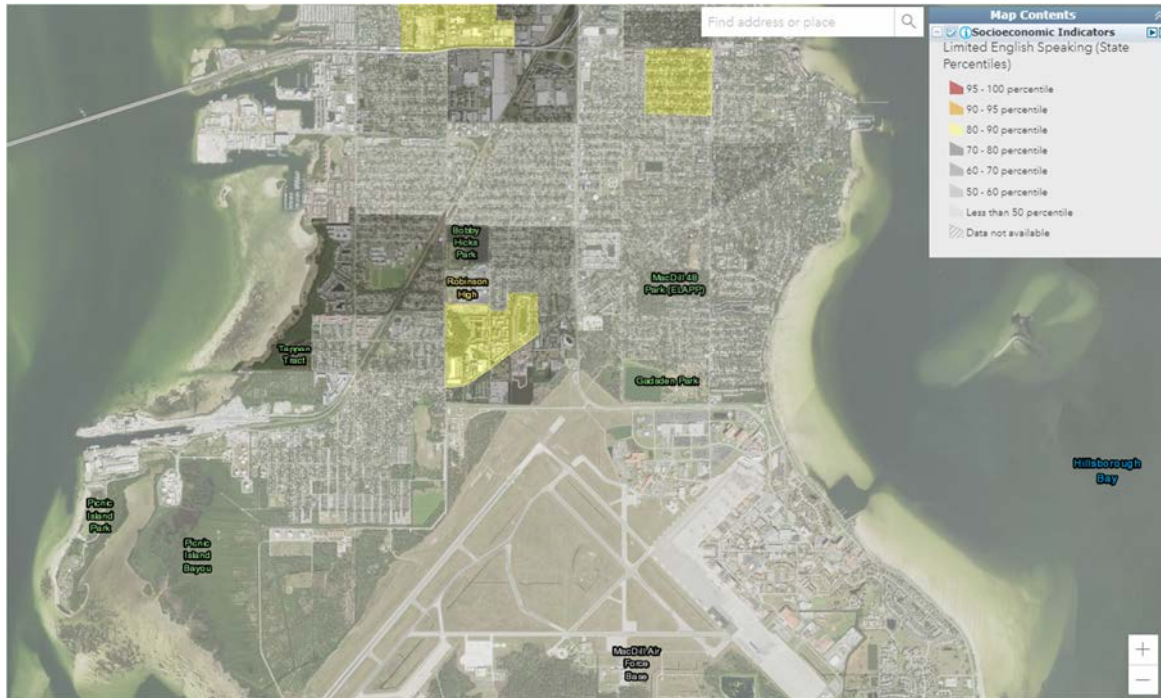 Find address or place
Map Contents
Socioeconomic Indicators
Limited English Speaking (State
Percentiles)
95 - 100 percentile
90 - 95 percentile
80 - 90 percentile
70 - 80 percentile
60 - 70 percentile
50 - 60 percentile
Less than 50 percentile
Data not available
Bobby
Hicks
Park
Robinson
High
MacDill 48
Park (ELAPP)
Tappan
Tract
Gadsden Park
Hillsborough
Bay
Picnic
Island
Park
Picnic
Island
Bayou
MacDill Air
Force
Base